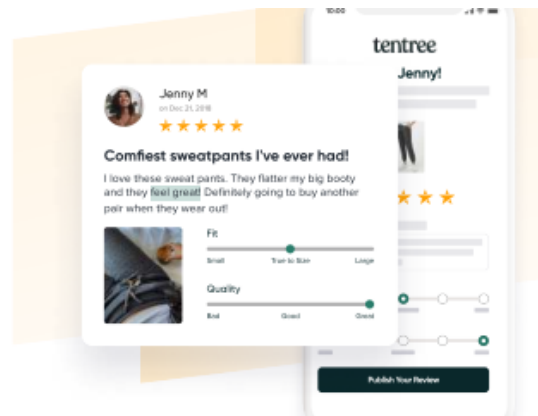 10:00
tentree
Jenny!
Jenny M
on Dec 21, 2018
Comfiest sweatpants I've ever had!
I love these sweat pants. They flatter my big booty
and they feel great! Definitely going to buy another
pair when they wear out!
Fit
Small True to Size Large
Quality
Bad Good Great
Publish Your Review